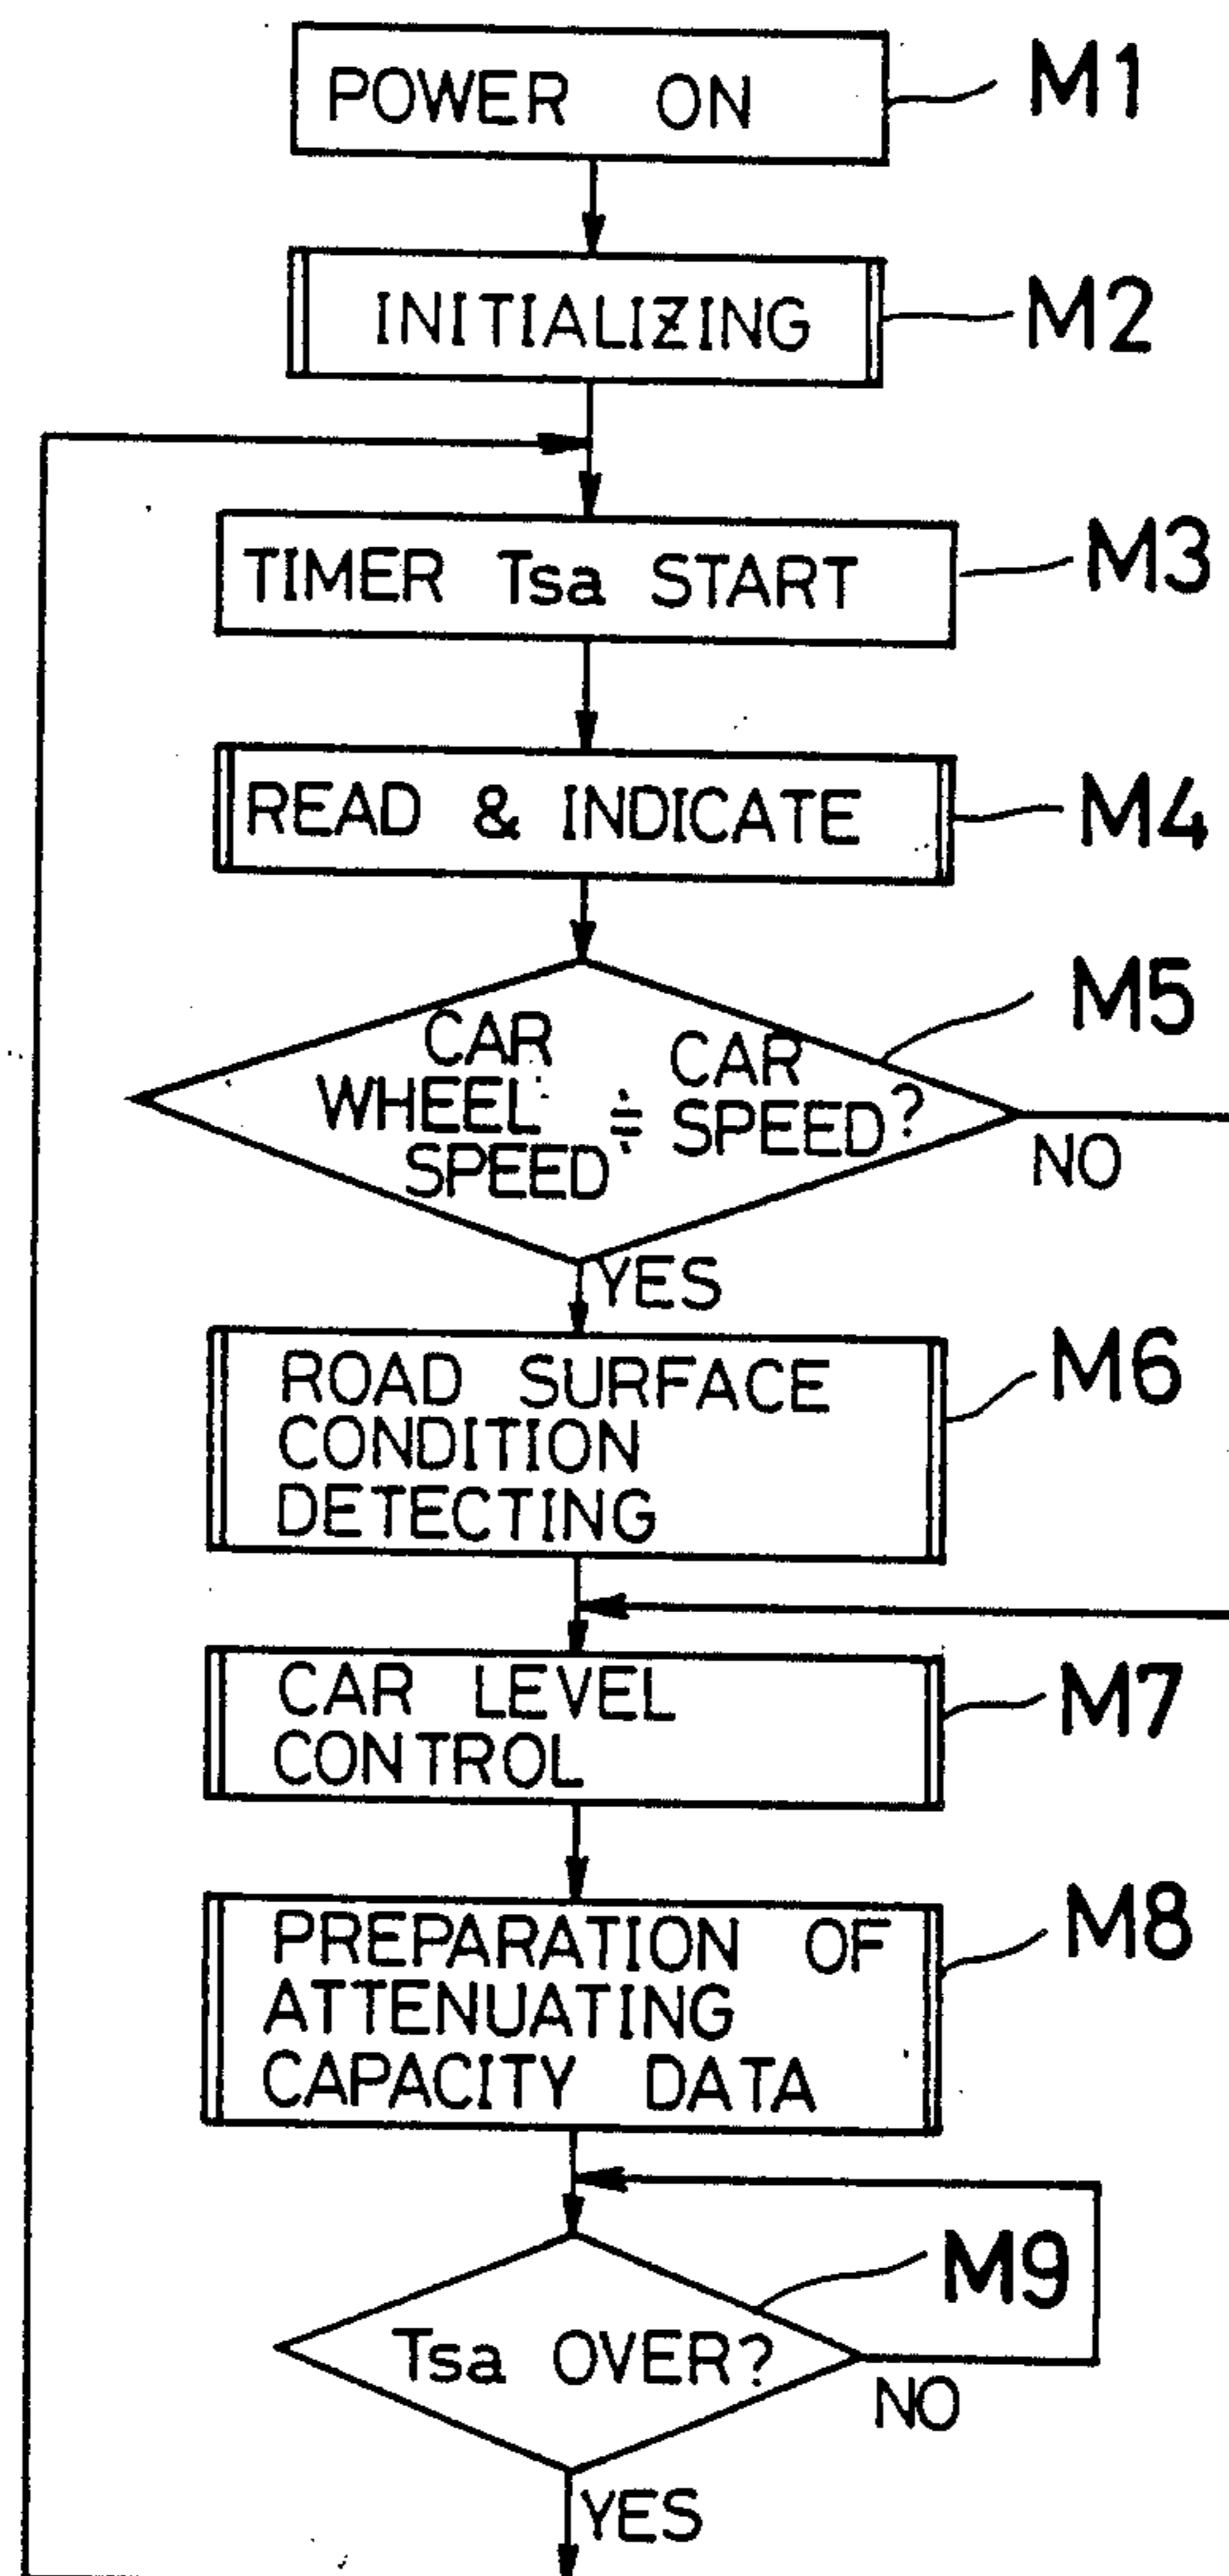 POWER ON
M1
INITIALIZING
M2
TIMER Tsa START
M3
READ & INDICATE
M4
M5
CAR
WHEEL
SPEED
≒
CAR
SPEED?
NO
YES
ROAD SURFACE
CONDITION
DETECTING
M6
CAR LEVEL
CONTROL
M7
PREPARATION OF
ATTENUATING
CAPACITY DATA
M8
M9
Tsa OVER?
NO
YES